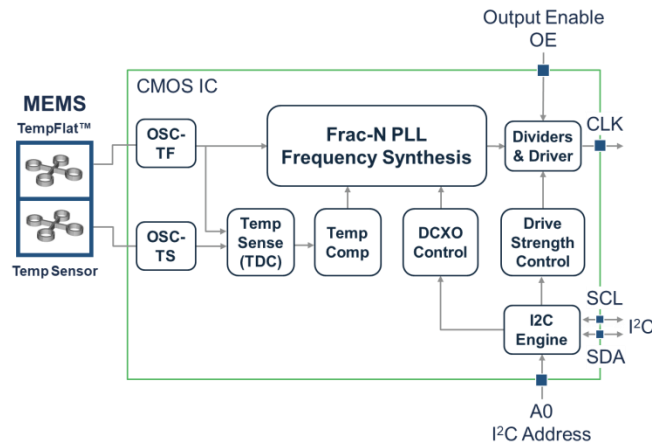 Output Enable
OE
MEMS
TempFlat™
CMOS IC
OSC-
TF
Frac-N PLL
Frequency Synthesis
Dividers
& Driver
CLK
Temp Sensor
OSC-
TS
Temp
Sense
(TDC)
Temp
Comp
DCXO
Control
Drive
Strength
Control
I2C
Engine
SCL
I²C
SDA
A0
I²C Address